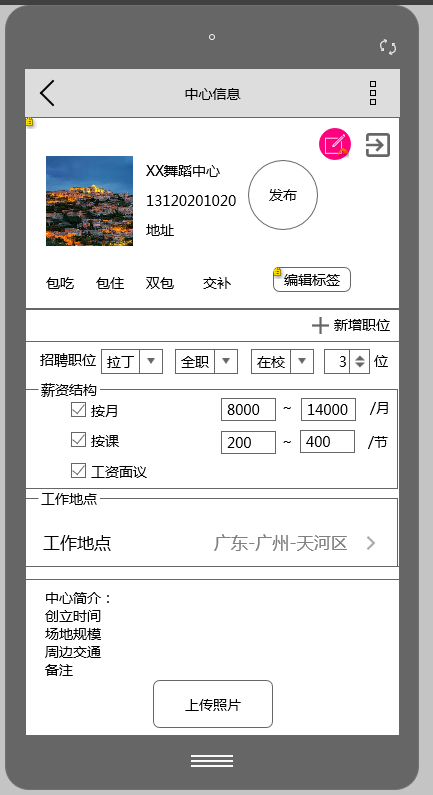 中心信息
XX舞蹈中心
13120201020
发布
地址
包吃 包住 双包 交补 编辑标签
新增职位
招聘职位 拉丁 全职 在校 3 位
薪资结构
按月 8000 ~ 14000 /月
按课 200 ~ 400 /节
工资面议
工作地点
工作地点 广东-广州-天河区
中心简介：
创立时间
场地规模
周边交通
备注
上传照片